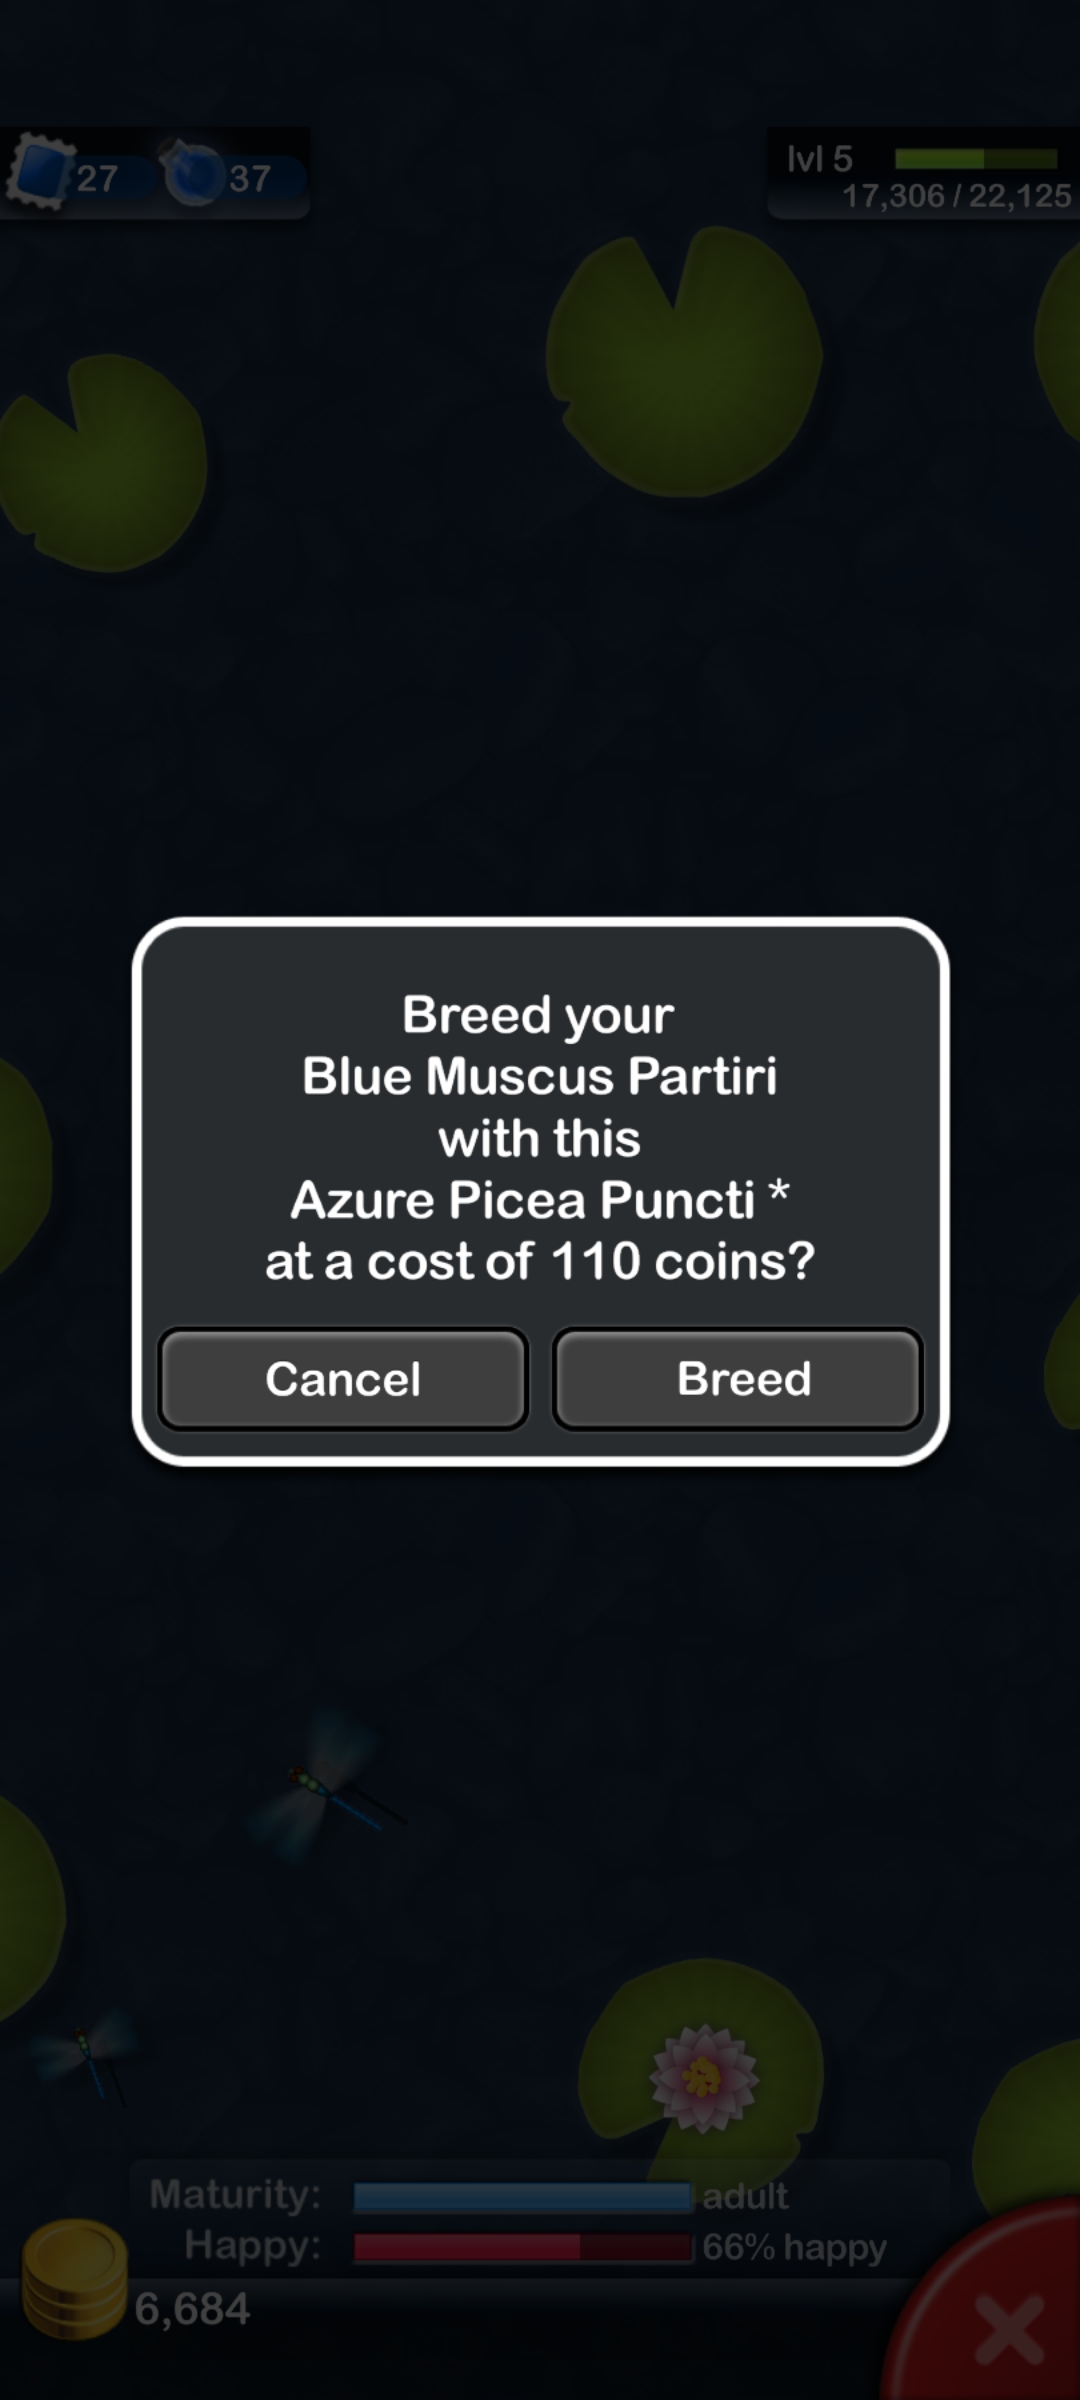 27 37
lvl 5
17,306 / 22,125
Breed your
Blue Muscus Partiri
with this
Azure Picea Puncti *
at a cost of 110 coins?
Cancel Breed
Maturity: adult
Happy: 66% happy
6,684